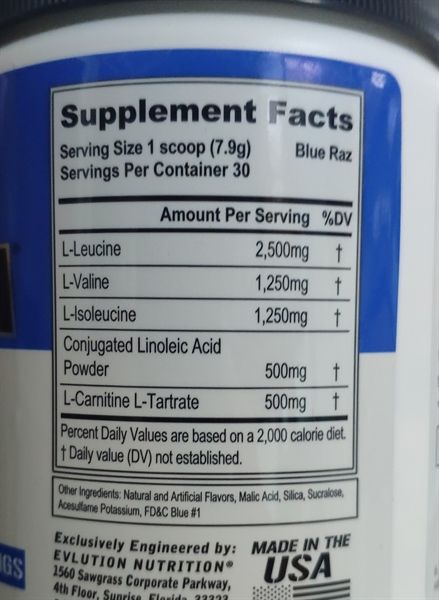 Supplement Facts
Serving Size 1 scoop (7.9g) Blue Raz
Servings Per Container 30
Amount Per Serving %DV
L-Leucine 2,500mg †
L-Valine 1,250mg †
L-Isoleucine 1,250mg †
Conjugated Linoleic Acid
Powder 500mg †
L-Carnitine L-Tartrate 500mg †
Percent Daily Values are based on a 2,000 calorie diet.
† Daily value (DV) not established.
Other Ingredients: Natural and Artificial Flavors, Malic Acid, Silica, Sucralose,
Acesulfame Potassium, FD&C Blue #1
Exclusively Engineered by:
EVLUTION NUTRITION®
1560 Sawgrass Corporate Parkway,
4th Floor, Sunrise, Florida 33323
MADE IN THE
USA
GS